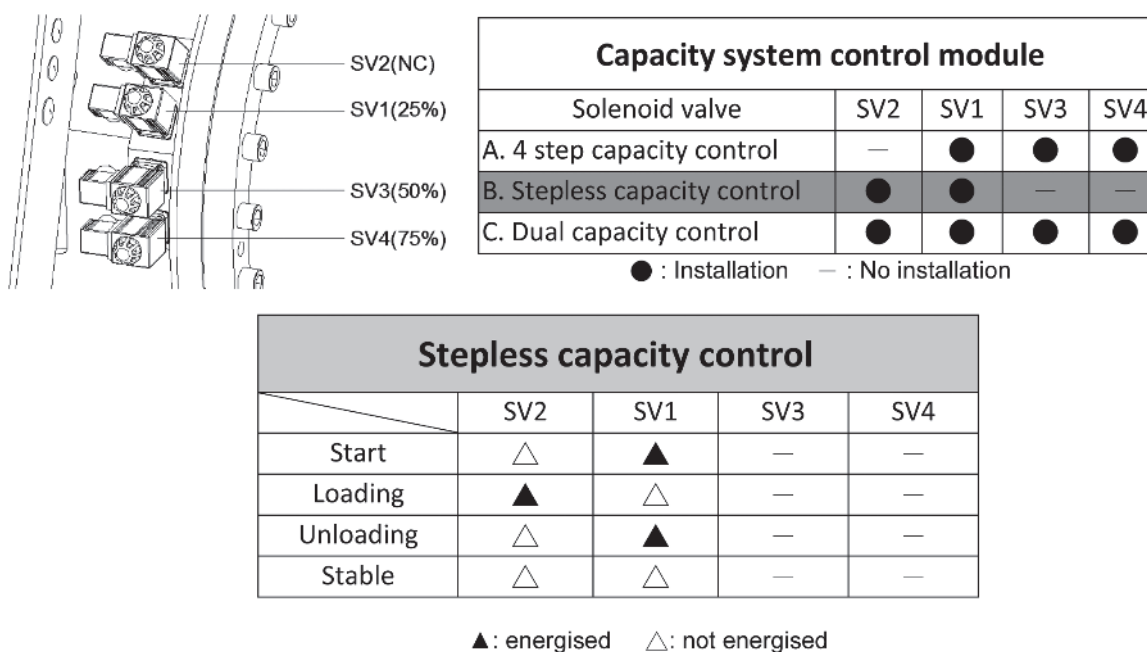 SV2(NC)
SV1(25%)
SV3(50%)
SV4(75%)
Capacity system control module
Solenoid valve SV2 SV1 SV3 SV4
A. 4 step capacity control — ● ● ●
B. Stepless capacity control ● ● — —
C. Dual capacity control ● ● ● ●
● : Installation — : No installation
Stepless capacity control
SV2 SV1 SV3 SV4
Start △ ▲ — —
Loading ▲ △ — —
Unloading △ ▲ — —
Stable △ △ — —
▲: energised △: not energised